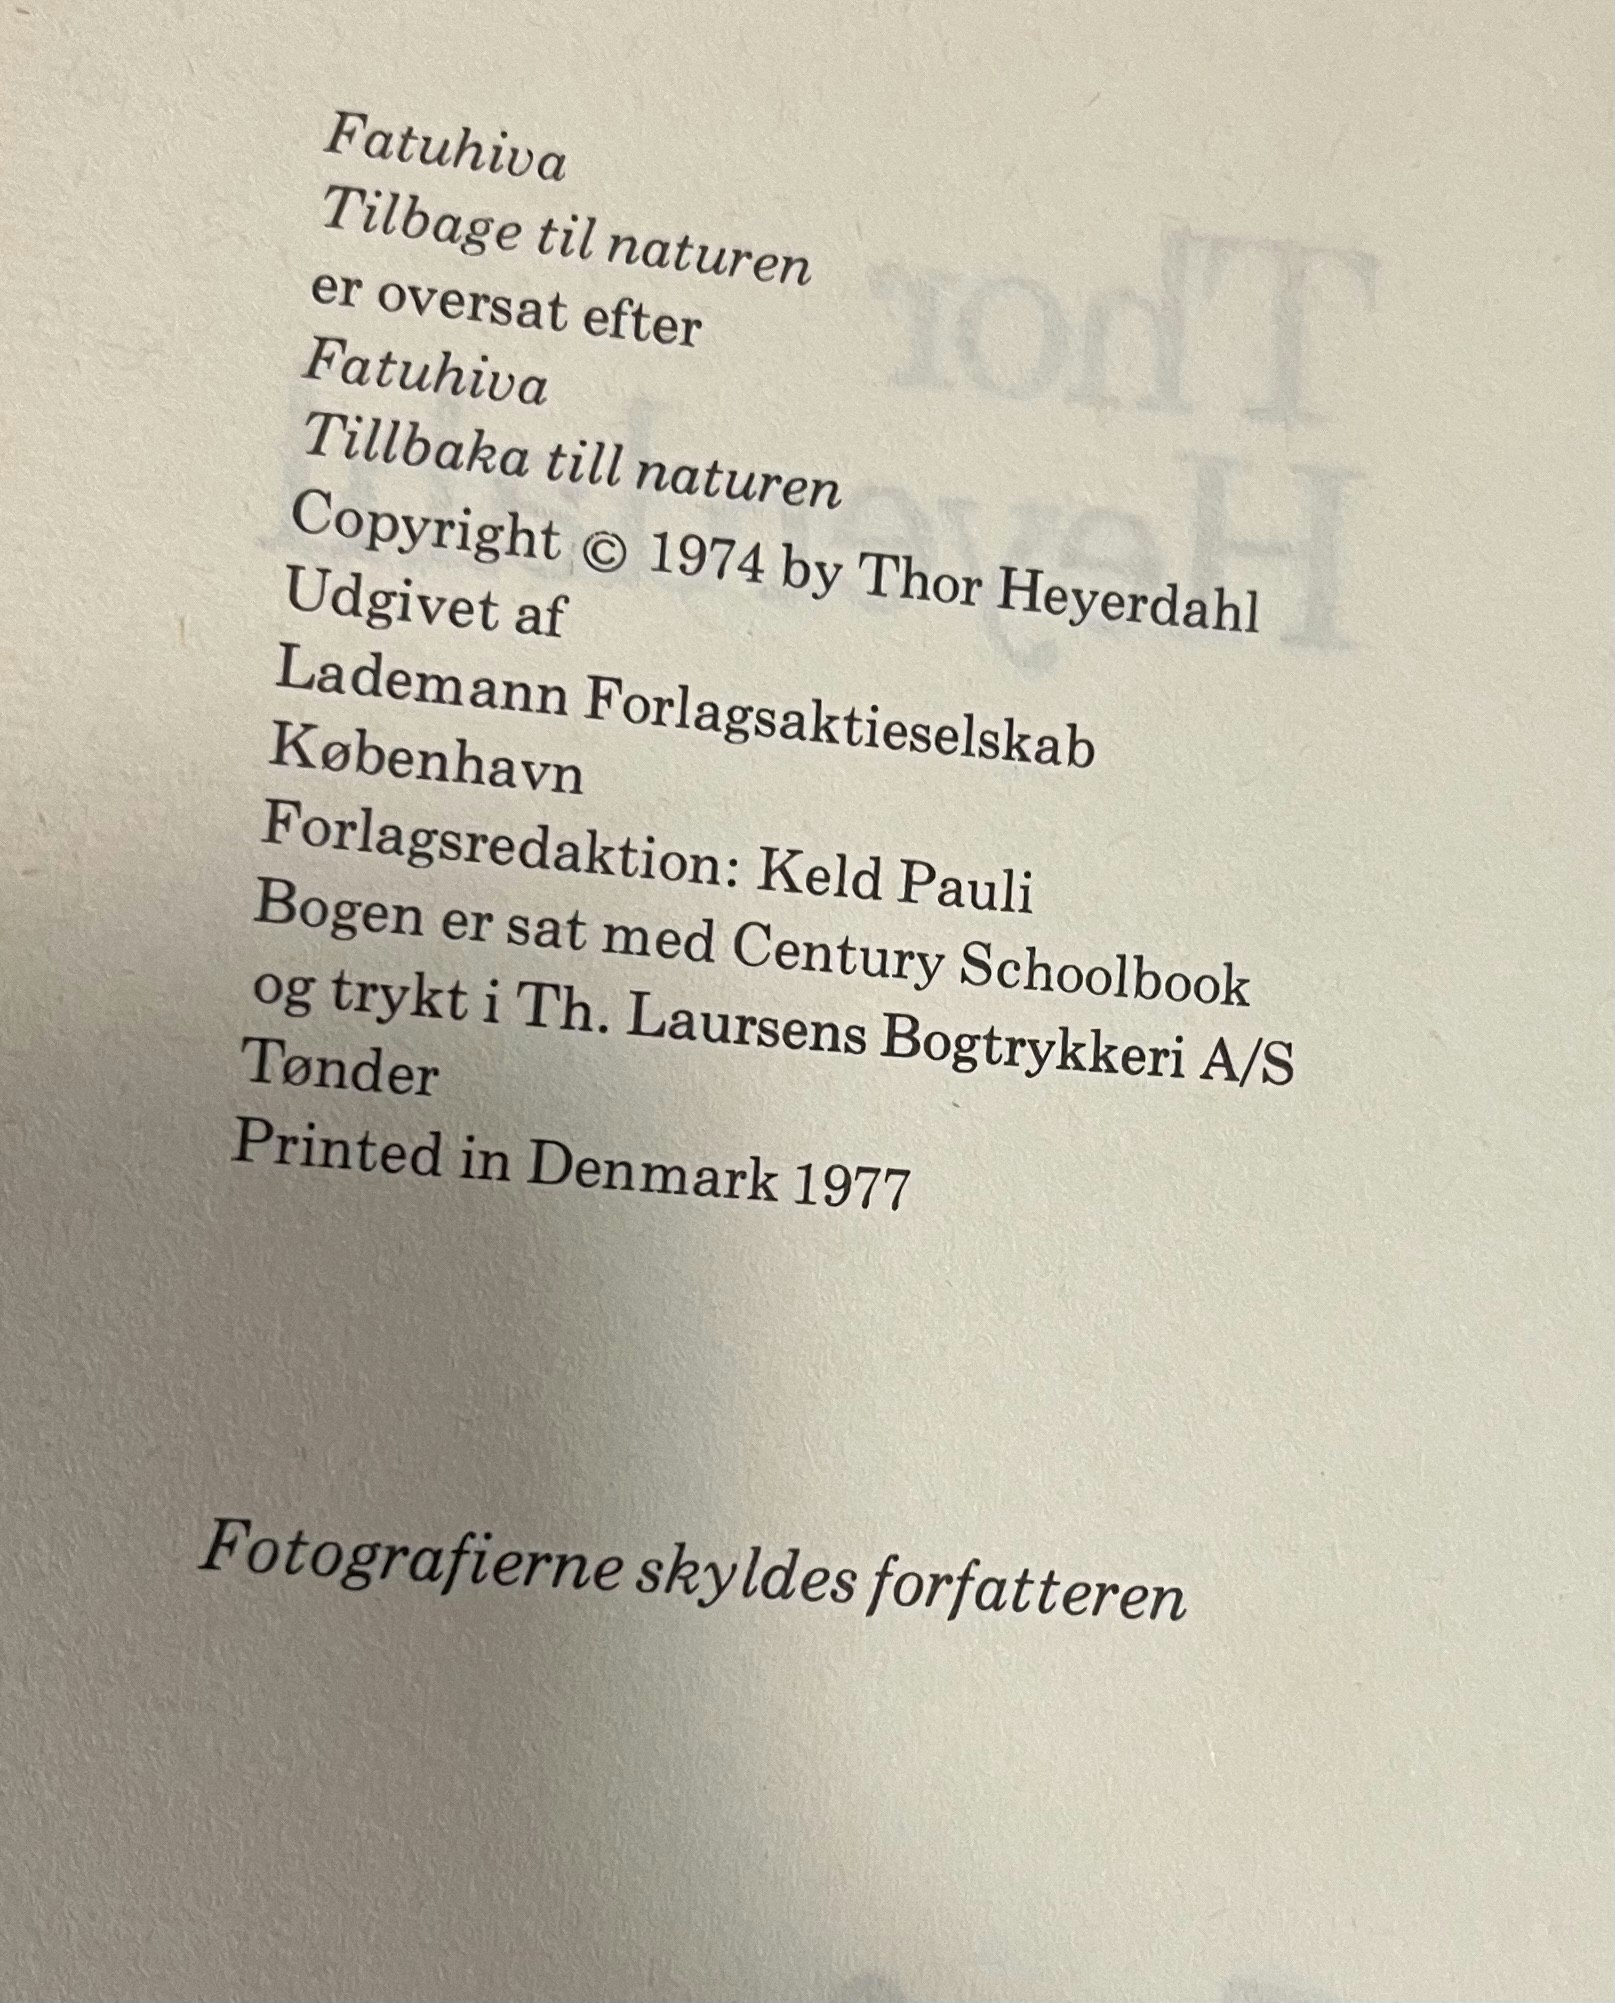 Fatuhiva
Tilbage til naturen
er oversat efter
Fatuhiva
Tillbaka till naturen
Copyright © 1974 by Thor Heyerdahl
Udgivet af
Lademann Forlagsaktieselskab
København
Forlagsredaktion: Keld Pauli
Bogen er sat med Century Schoolbook
og trykt i Th. Laursens Bogtrykkeri A/S
Tønder
Printed in Denmark 1977
Fotografierne skyldes forfatteren